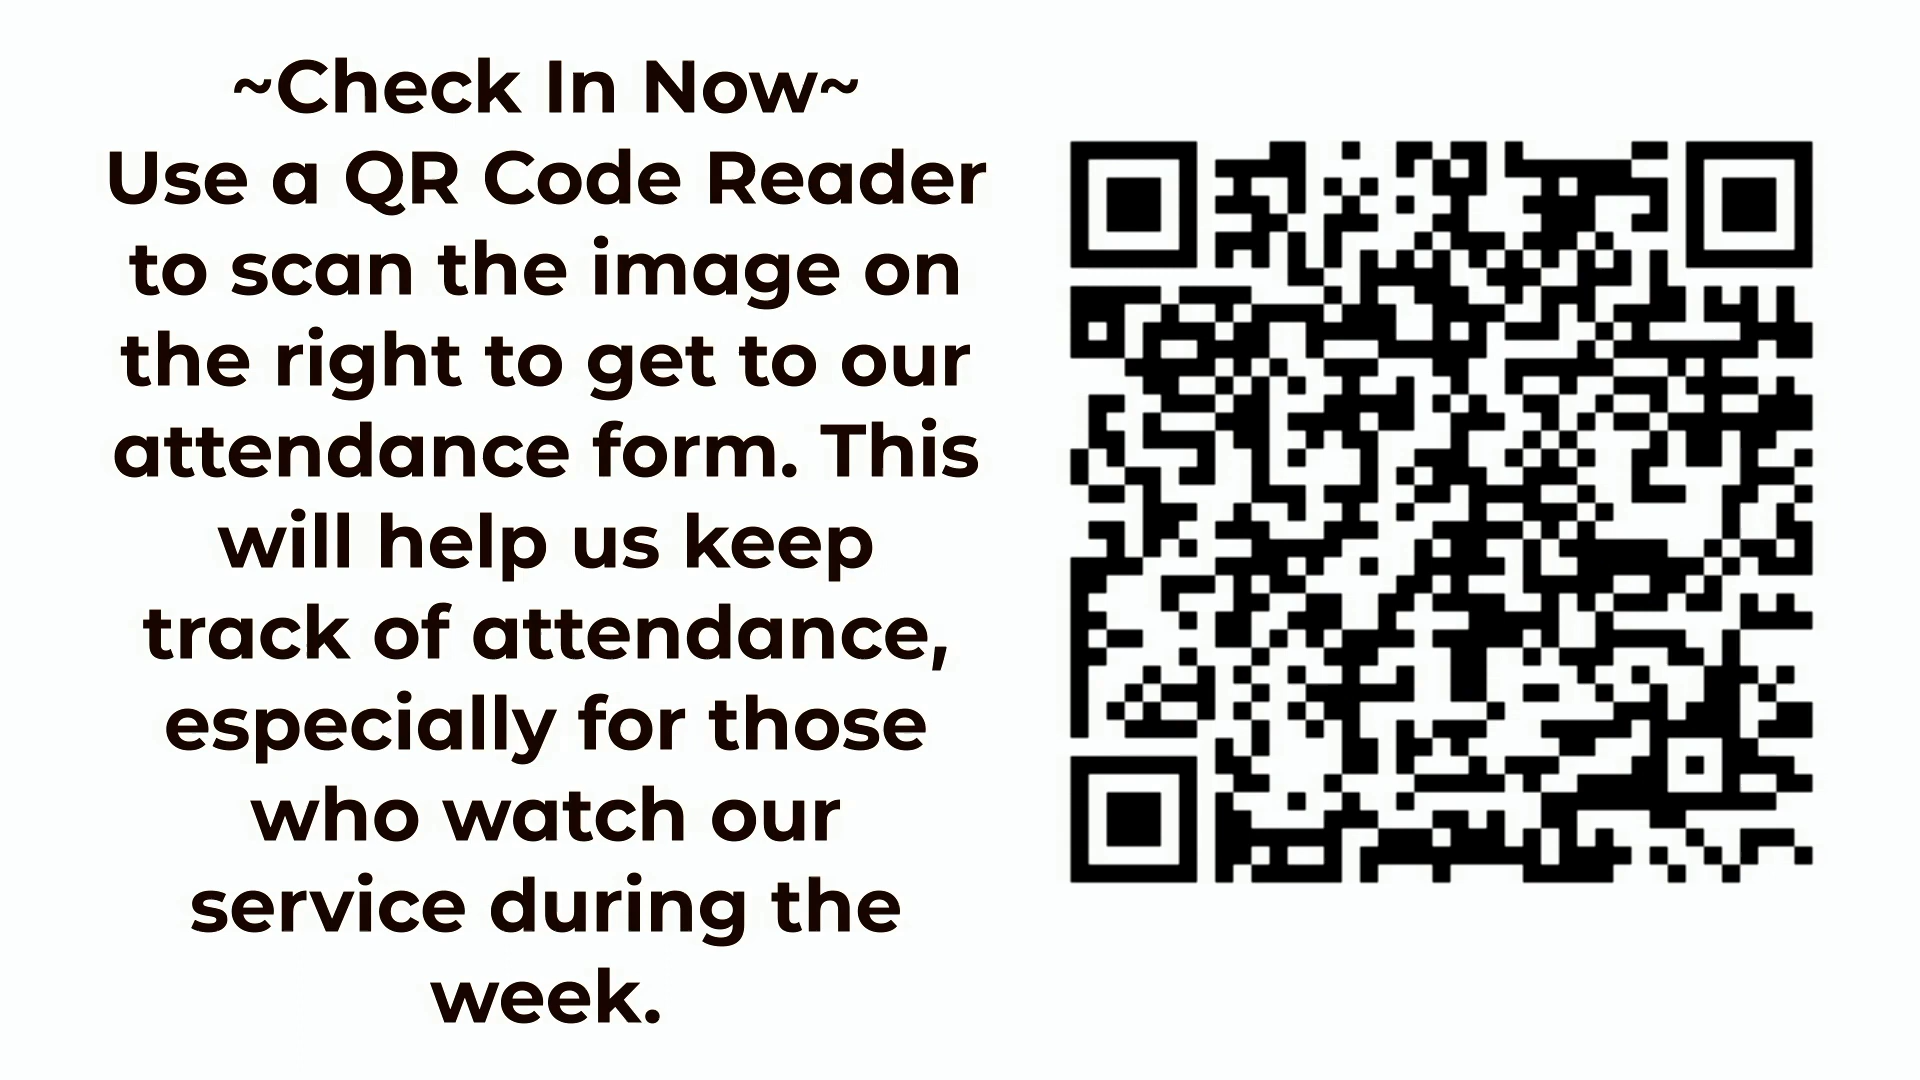 ~Check In Now~
Use a QR Code Reader
to scan the image on
the right to get to our
attendance form. This
will help us keep
track of attendance,
especially for those
who watch our
service during the
week.